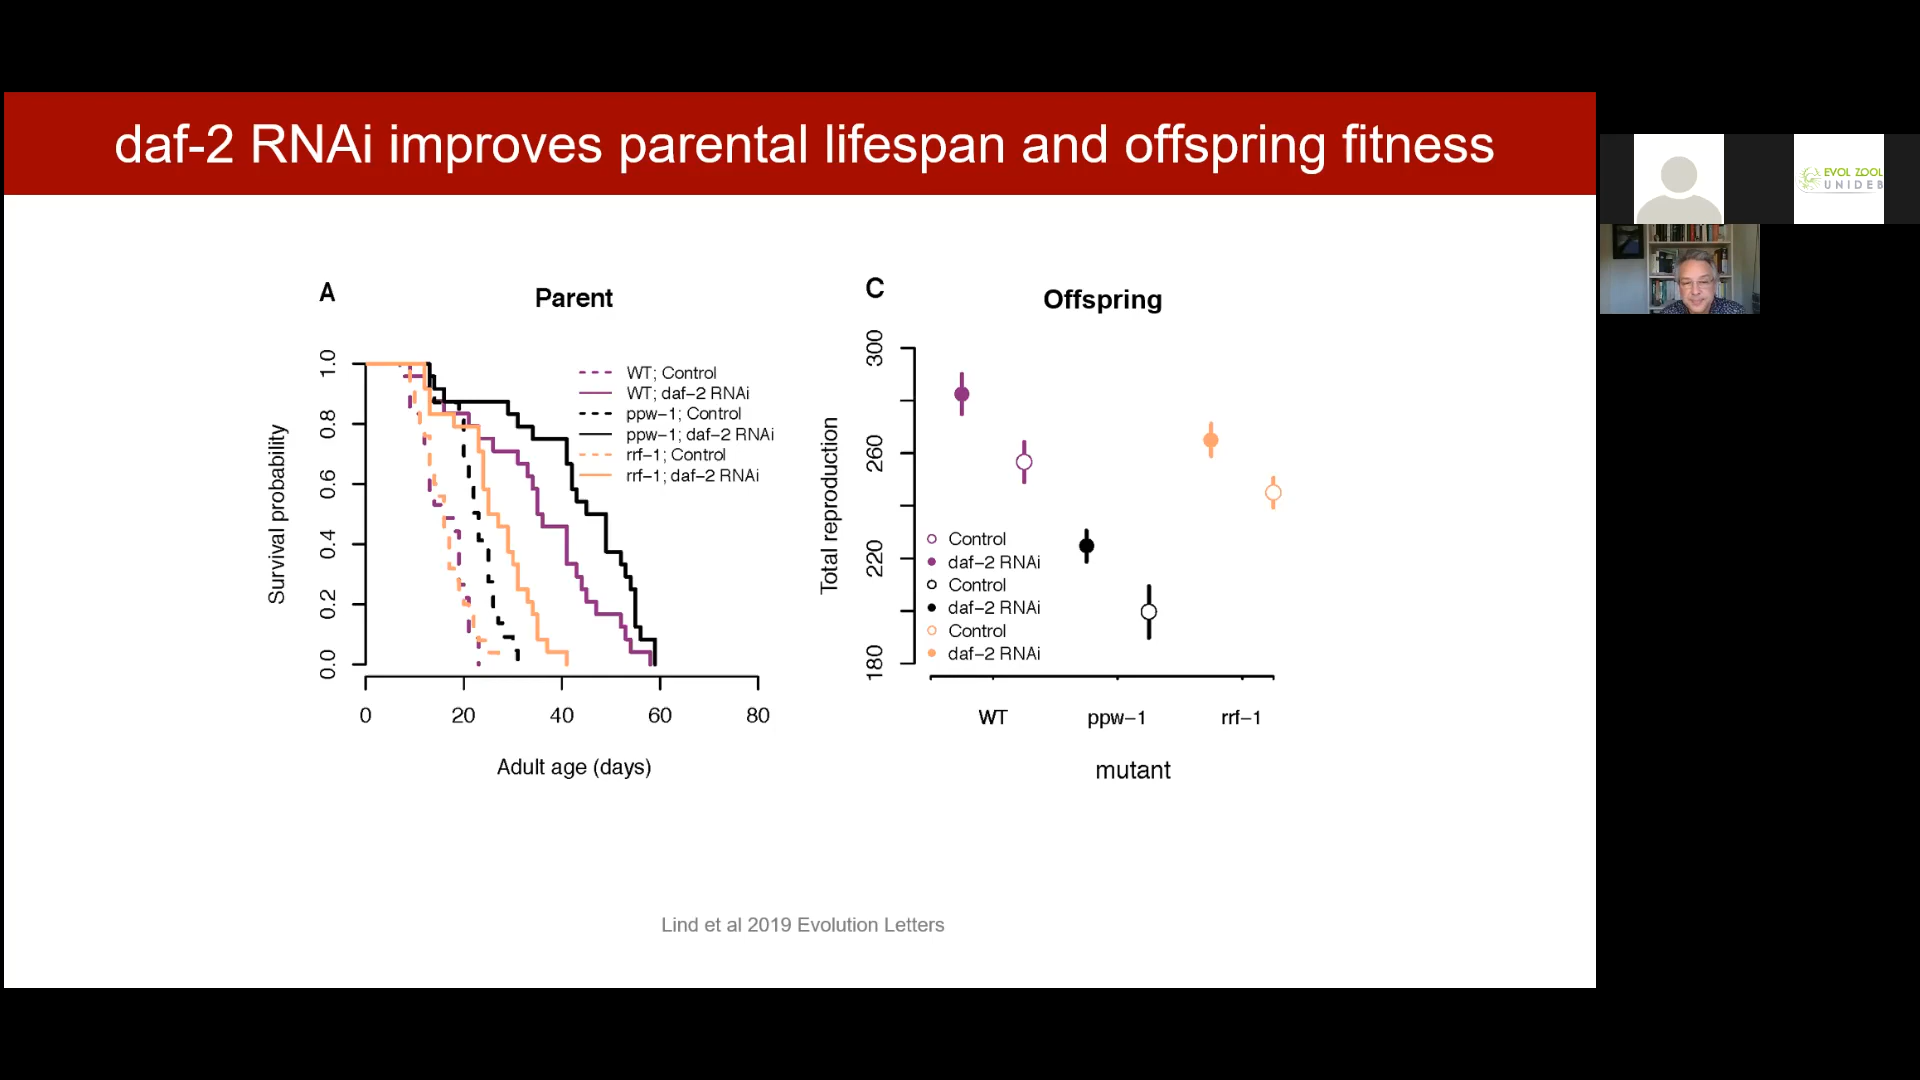 daf-2 RNAi improves parental lifespan and offspring fitness
EVOL ZOOL
UNIDEB
A
Parent
Survival probability
1.0
0.8
0.6
0.4
0.2
0.0
WT; Control
WT; daf−2 RNAi
ppw−1; Control
ppw−1; daf−2 RNAi
rrf−1; Control
rrf−1; daf−2 RNAi
0 20 40 60 80
Adult age (days)
C
Offspring
Total reproduction
300
260
220
180
Control
daf−2 RNAi
Control
daf−2 RNAi
Control
daf−2 RNAi
WT ppw−1 rrf−1
mutant
Lind et al 2019 Evolution Letters